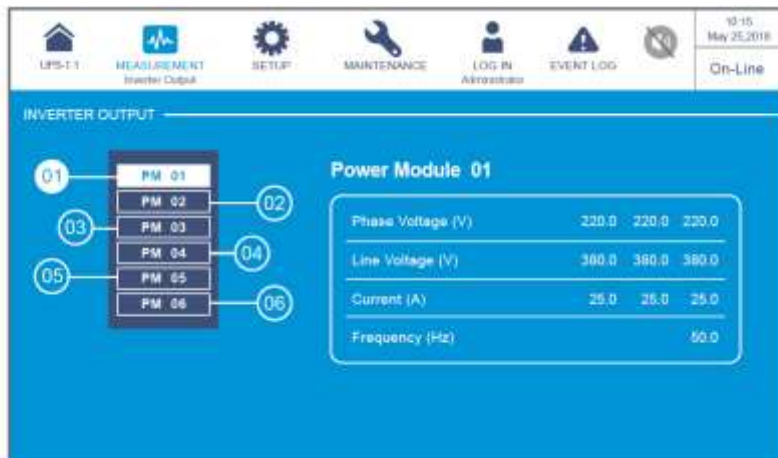 UPS-1.1
MEASUREMENT
Inverter Output
SETUP
MAINTENANCE
LOG IN
Administrator
EVENT LOG
10:15
May 25,2018
On-Line
INVERTER OUTPUT
01
02
03
04
05
06
PM 01
PM 02
PM 03
PM 04
PM 05
PM 06
Power Module 01
Phase Voltage (V) 220.0 220.0 220.0
Line Voltage (V) 380.0 380.0 380.0
Current (A) 25.0 25.0 25.0
Frequency (Hz) 50.0